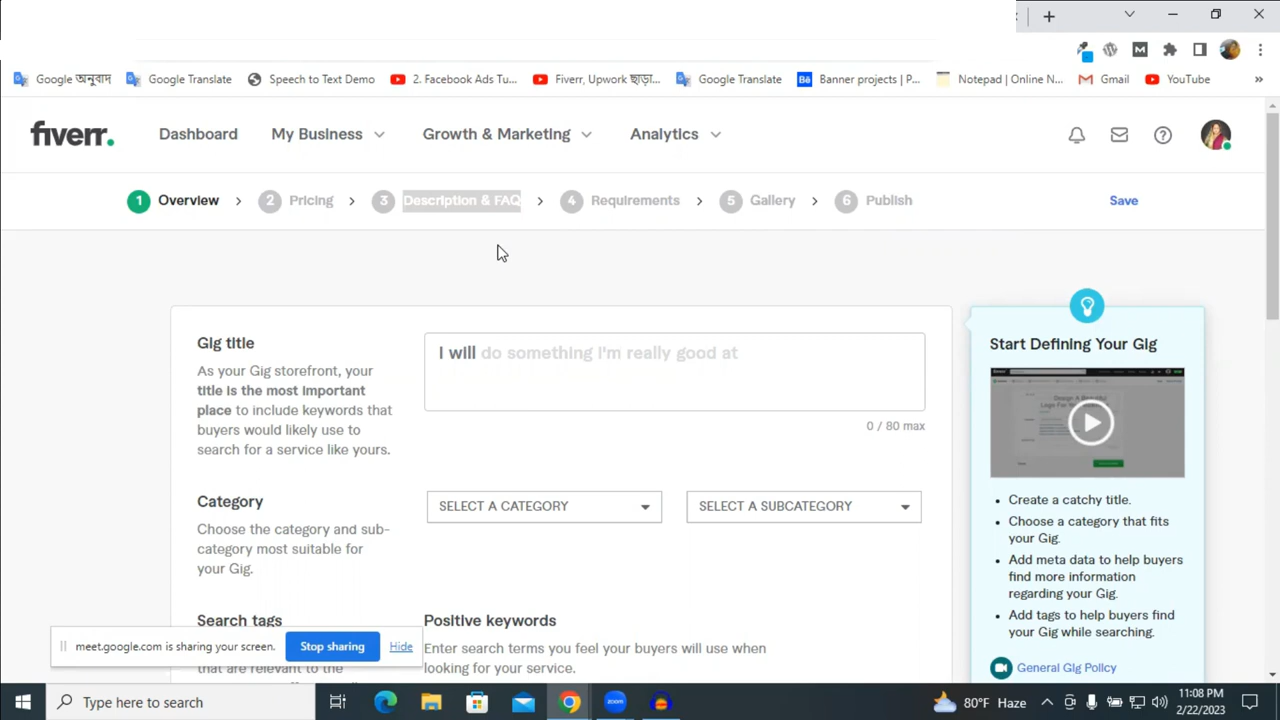 Google অনুবাদ
Google Translate
Speech to Text Demo
2. Facebook Ads Tu...
Fiverr, Upwork ছাড়া...
Google Translate
Bē
Banner projects | P...
Notepad | Online N...
Gmail
YouTube
»
fiverr.
Dashboard
My Business
Growth & Marketing
Analytics
1 Overview
2 Pricing
3 Description & FAQ
4 Requirements
5 Gallery
6 Publish
Save
Gig title
As your Gig storefront, your
title is the most important
place to include keywords that
buyers would likely use to
search for a service like yours.
I will do something I'm really good at
0 / 80 max
Category
Choose the category and sub-
category most suitable for
your Gig.
SELECT A CATEGORY
SELECT A SUBCATEGORY
Search tags
that are relevant to the
Positive keywords
Enter search terms you feel your buyers will use when
looking for your service.
Start Defining Your Gig
• Create a catchy title.
• Choose a category that fits
your Gig.
• Add meta data to help buyers
find more information
regarding your Gig.
• Add tags to help buyers find
your Gig while searching.
General Gig Policy
meet.google.com is sharing your screen.
Stop sharing
Hide
Type here to search
zoom
80°F Haze
11:08 PM
2/22/2023